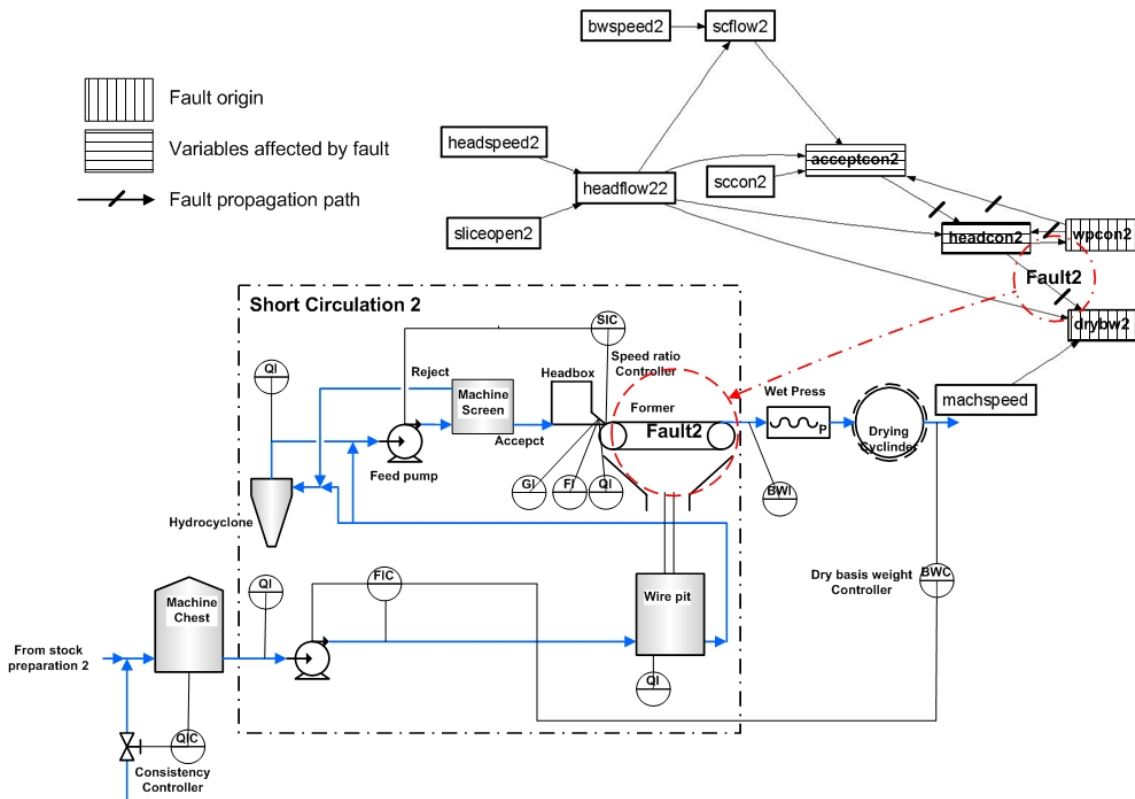 bwspeed2
scflow2
Fault origin
Variables affected by fault
Fault propagation path
headspeed2
acceptcon2
sccon2
headflow22
sliceopen2
headcon2
wpcon2
Fault2
drybw2
machspeed
Short Circulation 2
SIC
Speed ratio
Controller
QI
Reject
Machine
Screen
Headbox
Accepct
Former
Fault2
Wet Press
P
Drying
Cyclinder
Feed pump
GI
FI
QI
BWI
Hydrocyclone
Machine
Chest
QI
FIC
Wire pit
Dry basis weight
Controller
BWC
From stock
preparation 2
QI
QIC
Consistency
Controller